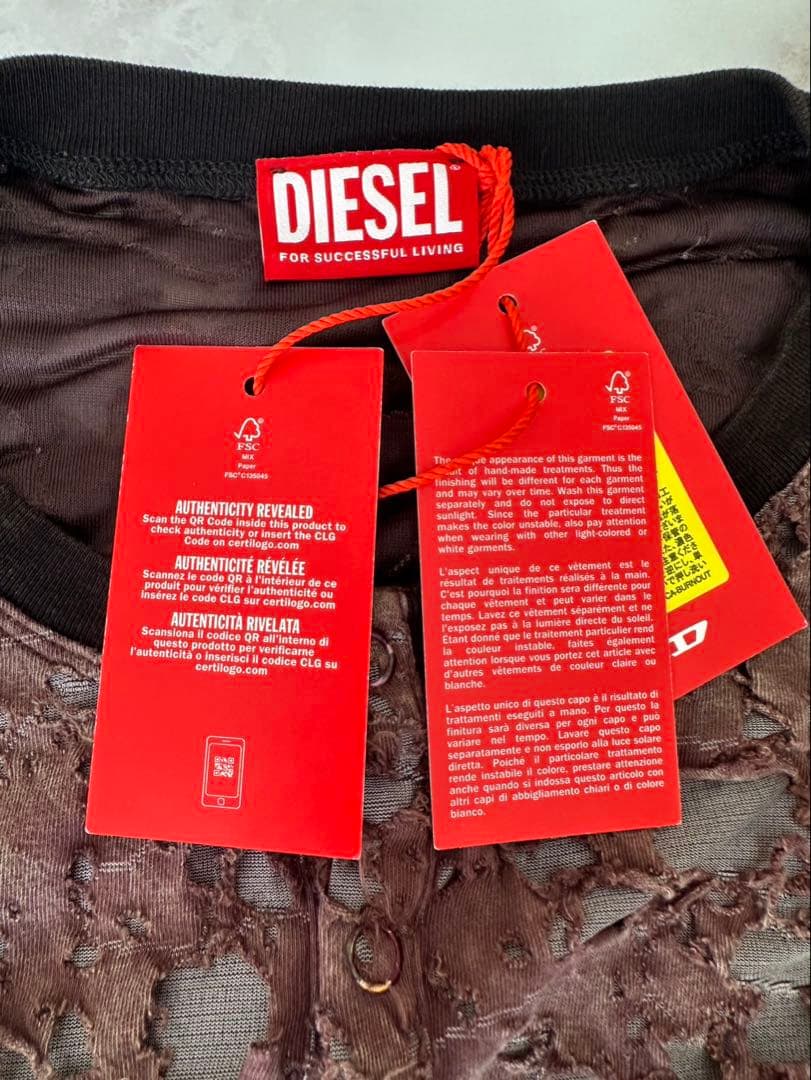 DIESEL®
FOR SUCCESSFUL LIVING
FSC®
MIX
Paper
FSC® C135045
AUTHENTICITY REVEALED
Scan the QR Code inside this product to
check authenticity or insert the CLG
Code on certilogo.com
AUTHENTICITÉ RÉVÉLÉE
Scannez le code QR à l'intérieur de ce
produit pour vérifier l'authenticité ou
insérez le code CLG sur certilogo.com
AUTENTICITÀ RIVELATA
Scansiona il codice QR all'interno di
questo prodotto per verificarne
l'autenticità o inserisci il codice CLG su
certilogo.com
FSC
MIX
Paper
FSC® C135045
The appearance of this garment is the
of hand-made treatments. Thus the
finishing will be different for each garment
and may vary over time. Wash this garment
separately and do not expose to direct
sunlight. Since the particular treatment
makes the color unstable, also pay attention
when wearing with other light-colored or
white garments.
L'aspect unique de ce vêtement est le
résultat de traitements réalisés à la main.
C'est pourquoi la finition sera différente pour
chaque vêtement et peut varier dans le
temps. Lavez ce vêtement séparément et ne
l'exposez pas à la lumière directe du soleil.
Étant donné que le traitement particulier rend
la couleur instable, faites également
attention lorsque vous portez cet article avec
d'autres vêtements de couleur claire ou
blanche.
L'aspetto unico di questo capo è il risultato di
trattamenti eseguiti a mano. Per questo la
finitura sarà diversa per ogni capo e può
variare nel tempo. Lavare questo capo
separatamente e non esporlo alla luce solare
diretta. Poiché il particolare trattamento
rende instabile il colore, prestare attenzione
anche quando si indossa questo articolo con
altri capi di abbigliamento chiari o di colore
bianco.
CA-BURNOUT
D